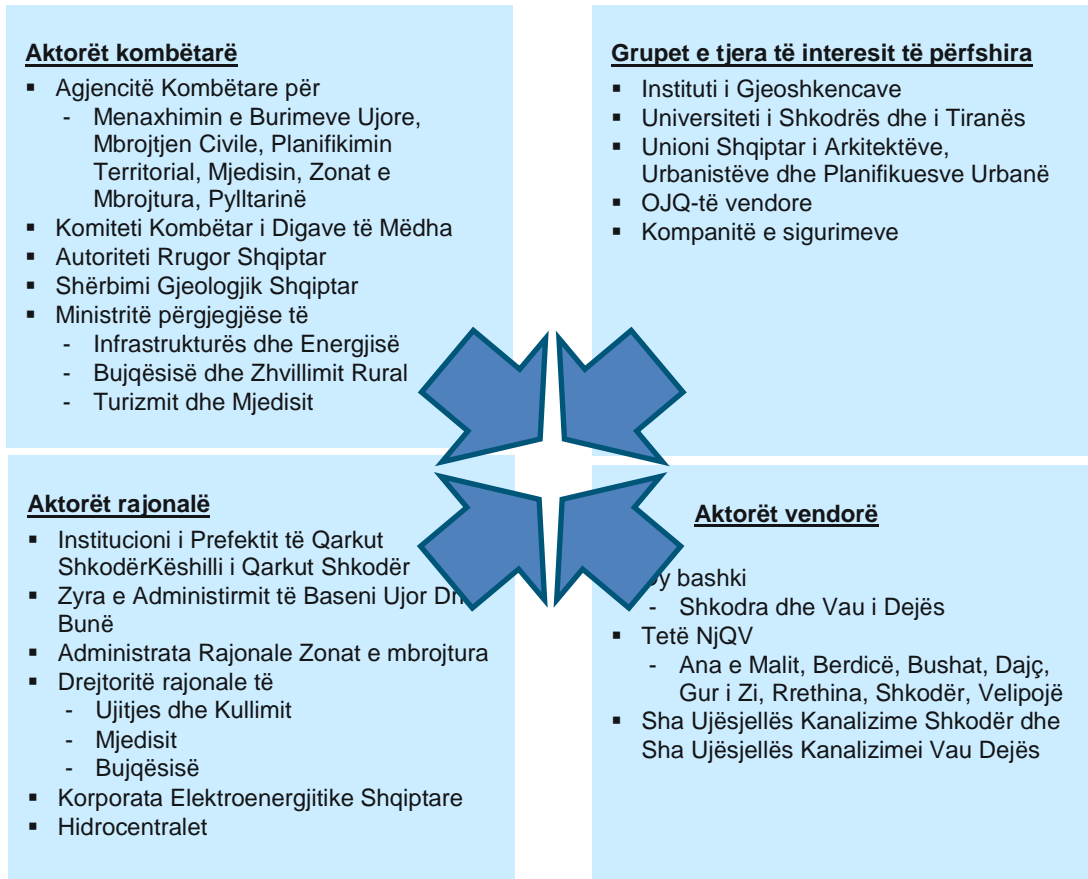 Aktorët kombëtarë
▪ Agjencitë Kombëtare për
- Menaxhimin e Burimeve Ujore,
Mbrojtjen Civile, Planifikimin
Territorial, Mjedisin, Zonat e
Mbrojtura, Pylltarinë
▪ Komiteti Kombëtar i Digave të Mëdha
▪ Autoriteti Rrugor Shqiptar
▪ Shërbimi Gjeologjik Shqiptar
▪ Ministritë përgjegjëse të
- Infrastrukturës dhe Energjisë
- Bujqësisë dhe Zhvillimit Rural
- Turizmit dhe Mjedisit
Grupet e tjera të interesit të përfshira
▪ Instituti i Gjeoshkencave
▪ Universiteti i Shkodrës dhe i Tiranës
▪ Unioni Shqiptar i Arkitektëve,
Urbanistëve dhe Planifikuesve Urbanë
▪ OJQ-të vendore
▪ Kompanitë e sigurimeve
Aktorët rajonalë
▪ Institucioni i Prefektit të Qarkut
ShkodërKëshilli i Qarkut Shkodër
▪ Zyra e Administirmit të Baseni Ujor
Bunë
▪ Administrata Rajonale Zonat e mbrojtura
▪ Drejtoritë rajonale të
- Ujitjes dhe Kullimit
- Mjedisit
- Bujqësisë
▪ Korporata Elektroenergjitike Shqiptare
▪ Hidrocentralet
Aktorët vendorë
bashki
- Shkodra dhe Vau i Dejës
▪ Tetë NjQV
- Ana e Malit, Berdicë, Bushat, Dajç,
Gur i Zi, Rrethina, Shkodër, Velipojë
▪ Sha Ujësjellës Kanalizime Shkodër dhe
Sha Ujësjellës Kanalizimei Vau Dejës